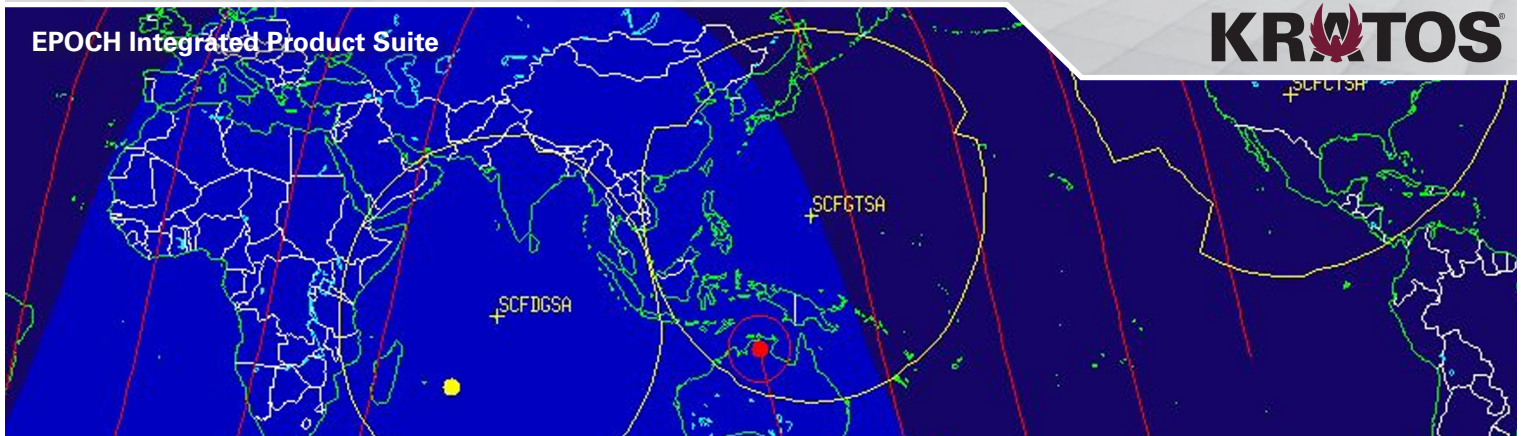 EPOCH Integrated Product Suite
KRATOS®
SCFCTSA
SCFGTSA
SCFDGSA